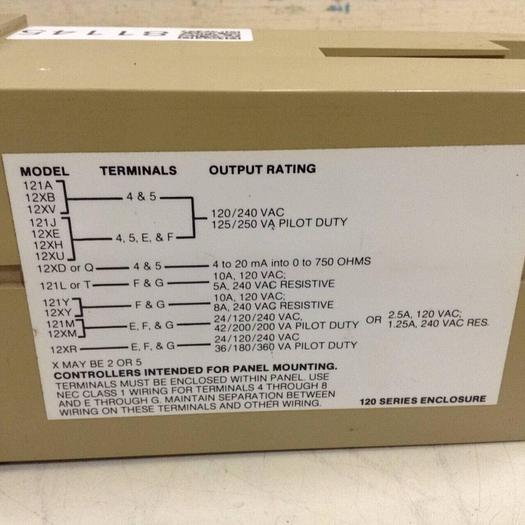 81145
MODEL TERMINALS OUTPUT RATING
121A
12XB
12XV
4 & 5
121J
12XE
12XH
12XU
4, 5, E, & F
120/240 VAC
125/250 VA PILOT DUTY
12XD or Q 4 & 5 4 to 20 mA into 0 to 750 OHMS
121L or T F & G 10A, 120 VAC;
5A, 240 VAC RESISTIVE
121Y
12XY
F & G 10A, 120 VAC;
8A, 240 VAC RESISTIVE
121M
12XM
E, F, & G 24/120/240 VAC,
42/200/200 VA PILOT DUTY
OR 2.5A, 120 VAC;
1.25A, 240 VAC RES.
12XR E, F, & G 24/120/240 VAC
36/180/360 VA PILOT DUTY
X MAY BE 2 OR 5
CONTROLLERS INTENDED FOR PANEL MOUNTING.
TERMINALS MUST BE ENCLOSED WITHIN PANEL. USE
NEC CLASS 1 WIRING FOR TERMINALS 4 THROUGH 8
AND E THROUGH G. MAINTAIN SEPARATION BETWEEN
WIRING ON THESE TERMINALS AND OTHER WIRING.
120 SERIES ENCLOSURE